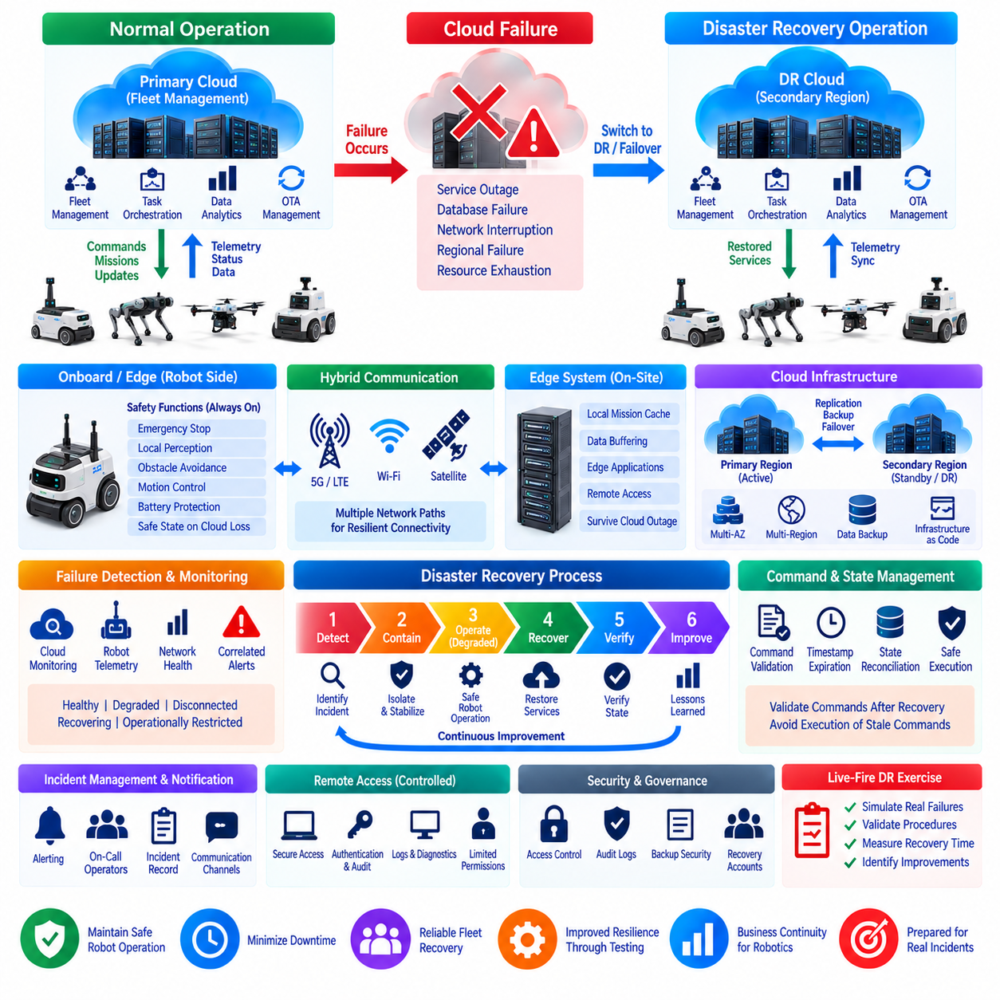 Normal Operation
Primary Cloud
(Fleet Management)
Fleet
Management
Task
Orchestration
Data
Analytics
OTA
Management
Commands
Missions
Updates
Telemetry
Status
Data
Failure
Occurs
Cloud Failure
Service Outage
Database Failure
Network Interruption
Regional Failure
Resource Exhaustion
Switch to
DR / Failover
Disaster Recovery Operation
DR Cloud
(Secondary Region)
Fleet
Management
Task
Orchestration
Data
Analytics
OTA
Management
Restored
Services
Telemetry
Sync
Onboard / Edge (Robot Side)
Safety Functions (Always On)
Emergency Stop
Local Perception
Obstacle Avoidance
Motion Control
Battery Protection
Safe State on Cloud Loss
Hybrid Communication
5G / LTE
Wi-Fi
Satellite
Multiple Network Paths
for Resilient Connectivity
Edge System (On-Site)
Local Mission Cache
Data Buffering
Edge Applications
Remote Access
Survive Cloud Outage
Cloud Infrastructure
Replication
Backup
Failover
Primary Region
(Active)
Secondary Region
(Standby / DR)
Multi-AZ
Multi-Region
Data Backup
Infrastructure
as Code
Failure Detection & Monitoring
Cloud
Monitoring
Robot
Telemetry
Network
Health
Correlated
Alerts
Healthy | Degraded | Disconnected
Recovering | Operationally Restricted
Disaster Recovery Process
1
Detect
2
Contain
3
Operate
(Degraded)
4
Recover
5
Verify
6
Improve
Identify
Incident
Isolate
& Stabilize
Safe
Robot
Operation
Restore
Services
Verify
State
Lessons
Learned
Continuous Improvement
Command & State Management
Command
Validation
Timestamp
Expiration
State
Reconciliation
Safe
Execution
Validate Commands After Recovery
Avoid Execution of Stale Commands
Incident Management & Notification
Alerting
On-Call
Operators
Incident
Record
Communication
Channels
Remote Access (Controlled)
Secure Access
Authentication
& Audit
Logs & Diagnostics
Limited
Permissions
Security & Governance
Access Control
Audit Logs
Backup Security
Recovery
Accounts
Live-Fire DR Exercise
Simulate Real Failures
Validate Procedures
Measure Recovery Time
Identify Improvements
Maintain Safe
Robot Operation
Minimize Downtime
Reliable Fleet
Recovery
Improved Resilience
Through Testing
Business Continuity
for Robotics
Prepared for
Real Incidents